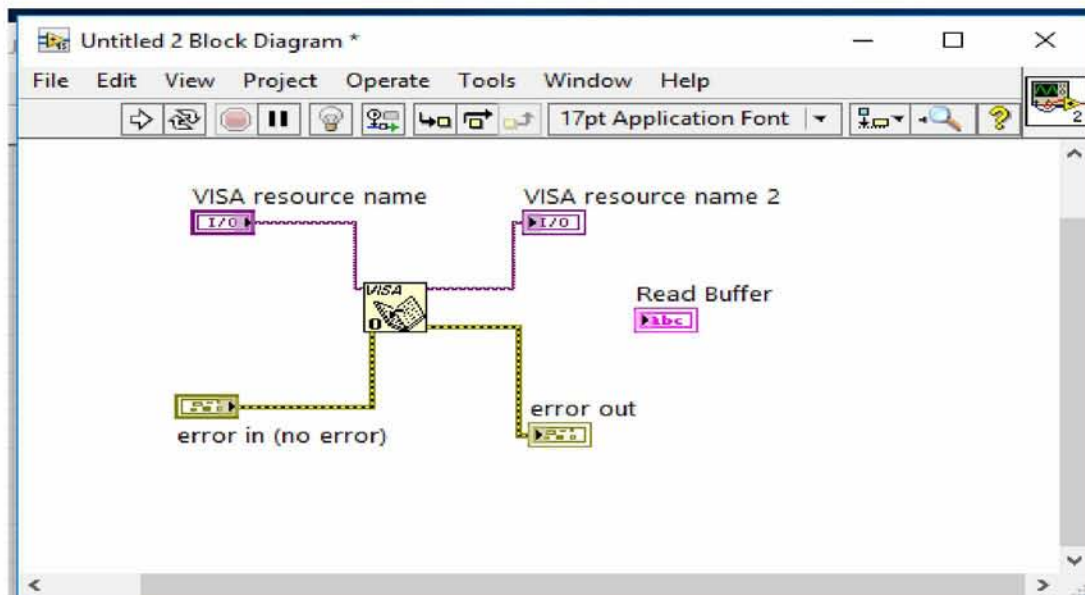 Untitled 2 Block Diagram *
File Edit View Project Operate Tools Window Help
17pt Application Font
2
VISA resource name
VISA resource name 2
I/O
I/O
VISA
Read Buffer
abc
error out
error in (no error)